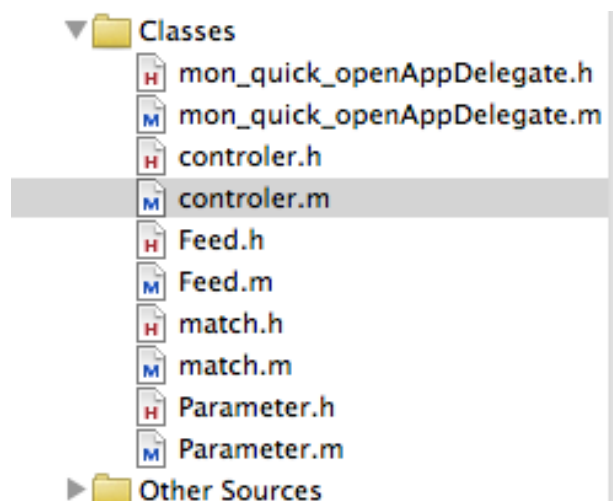 Classes
H mon_quick_openAppDelegate.h
M mon_quick_openAppDelegate.m
H controler.h
M controler.m
H Feed.h
M Feed.m
H match.h
M match.m
H Parameter.h
M Parameter.m
Other Sources